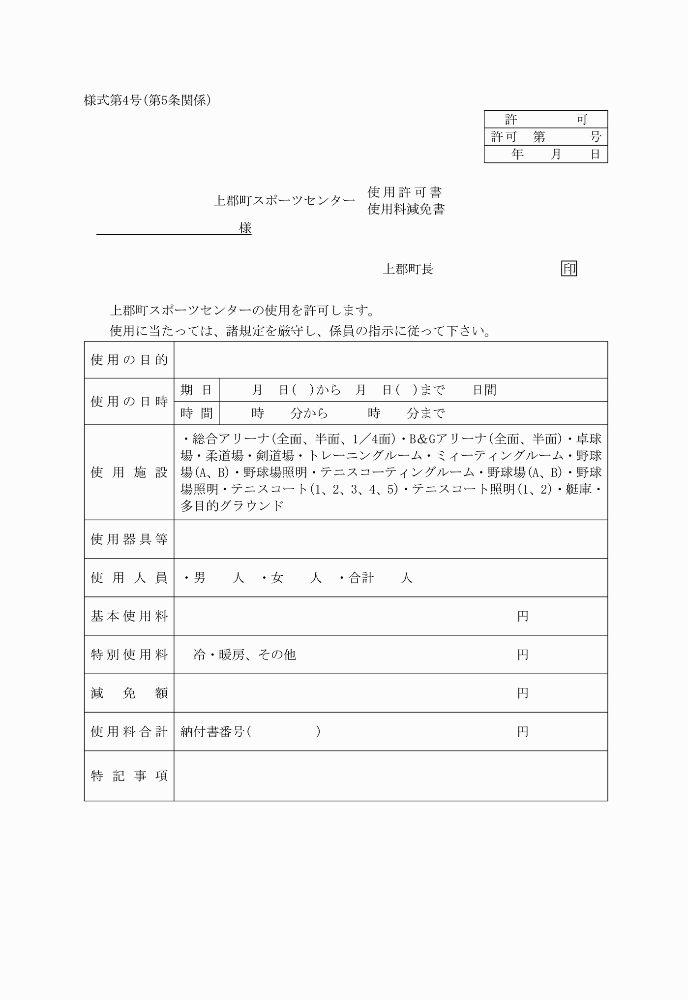 様式第4号(第5条関係)
許　可
許可　第　号
年　月　日
上郡町スポーツセンター　使用許可書
使用料減免書
様
上郡町長　印
上郡町スポーツセンターの使用を許可します。
使用に当たっては、諸規定を厳守し、係員の指示に従って下さい。
使用の目的
使用の日時
期日　月　日(　)から　月　日(　)まで　日間
時間　時　分から　時　分まで
使用施設
・総合アリーナ(全面、半面、1／4面)・B＆Gアリーナ(全面、半面)・卓球
場・柔道場・剣道場・トレーニングルーム・ミィーティングルーム・野球
場(A、B)・野球場照明・テニスコーティングルーム・野球場(A、B)・野球
場照明・テニスコート(1、2、3、4、5)・テニスコート照明(1、2)・艇庫・
多目的グラウンド
使用器具等
使用人員　・男　人　・女　人　・合計　人
基本使用料　円
特別使用料　冷・暖房、その他　円
減免額　円
使用料合計　納付書番号(　)　円
特記事項